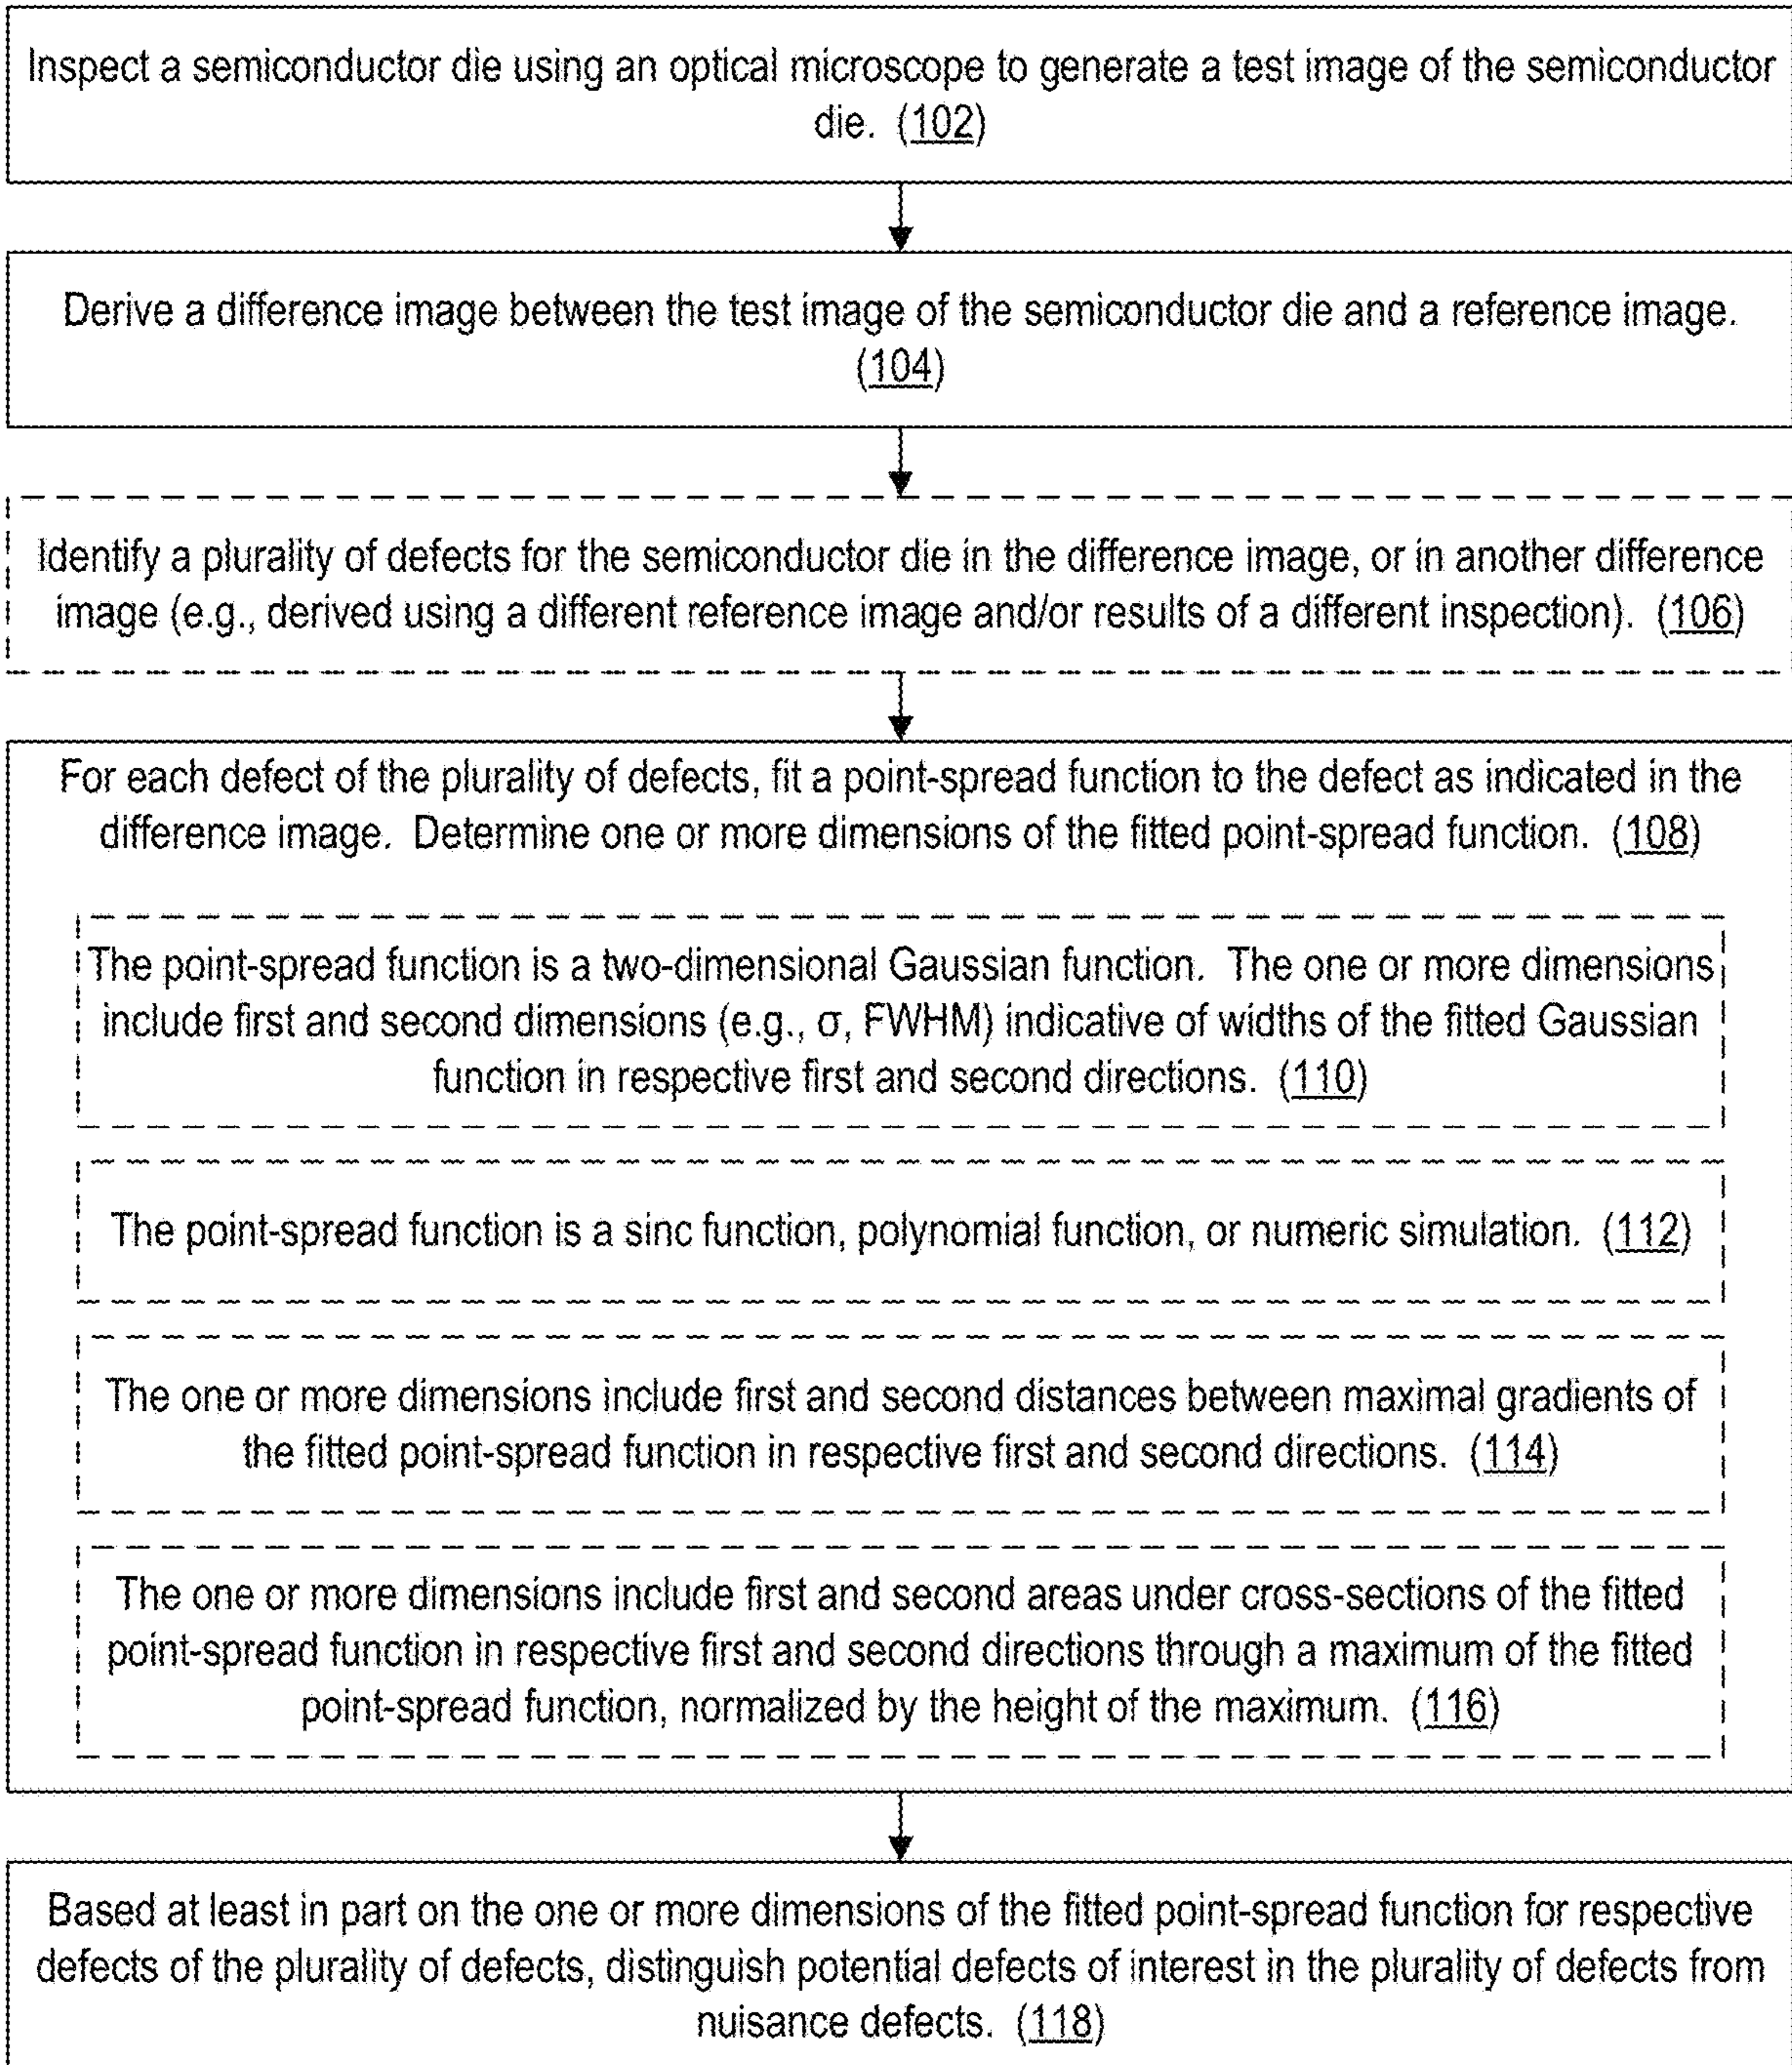 Inspect a semiconductor die using an optical microscope to generate a test image of the semiconductor
die. (102)
Derive a difference image between the test image of the semiconductor die and a reference image.
(104)
Identify a plurality of defects for the semiconductor die in the difference image, or in another difference
image (e.g., derived using a different reference image and/or results of a different inspection). (106)
For each defect of the plurality of defects, fit a point-spread function to the defect as indicated in the
difference image. Determine one or more dimensions of the fitted point-spread function. (108)
The point-spread function is a two-dimensional Gaussian function. The one or more dimensions
include first and second dimensions (e.g., σ, FWHM) indicative of widths of the fitted Gaussian
function in respective first and second directions. (110)
The point-spread function is a sinc function, polynomial function, or numeric simulation. (112)
The one or more dimensions include first and second distances between maximal gradients of
the fitted point-spread function in respective first and second directions. (114)
The one or more dimensions include first and second areas under cross-sections of the fitted
point-spread function in respective first and second directions through a maximum of the fitted
point-spread function, normalized by the height of the maximum. (116)
Based at least in part on the one or more dimensions of the fitted point-spread function for respective
defects of the plurality of defects, distinguish potential defects of interest in the plurality of defects from
nuisance defects. (118)